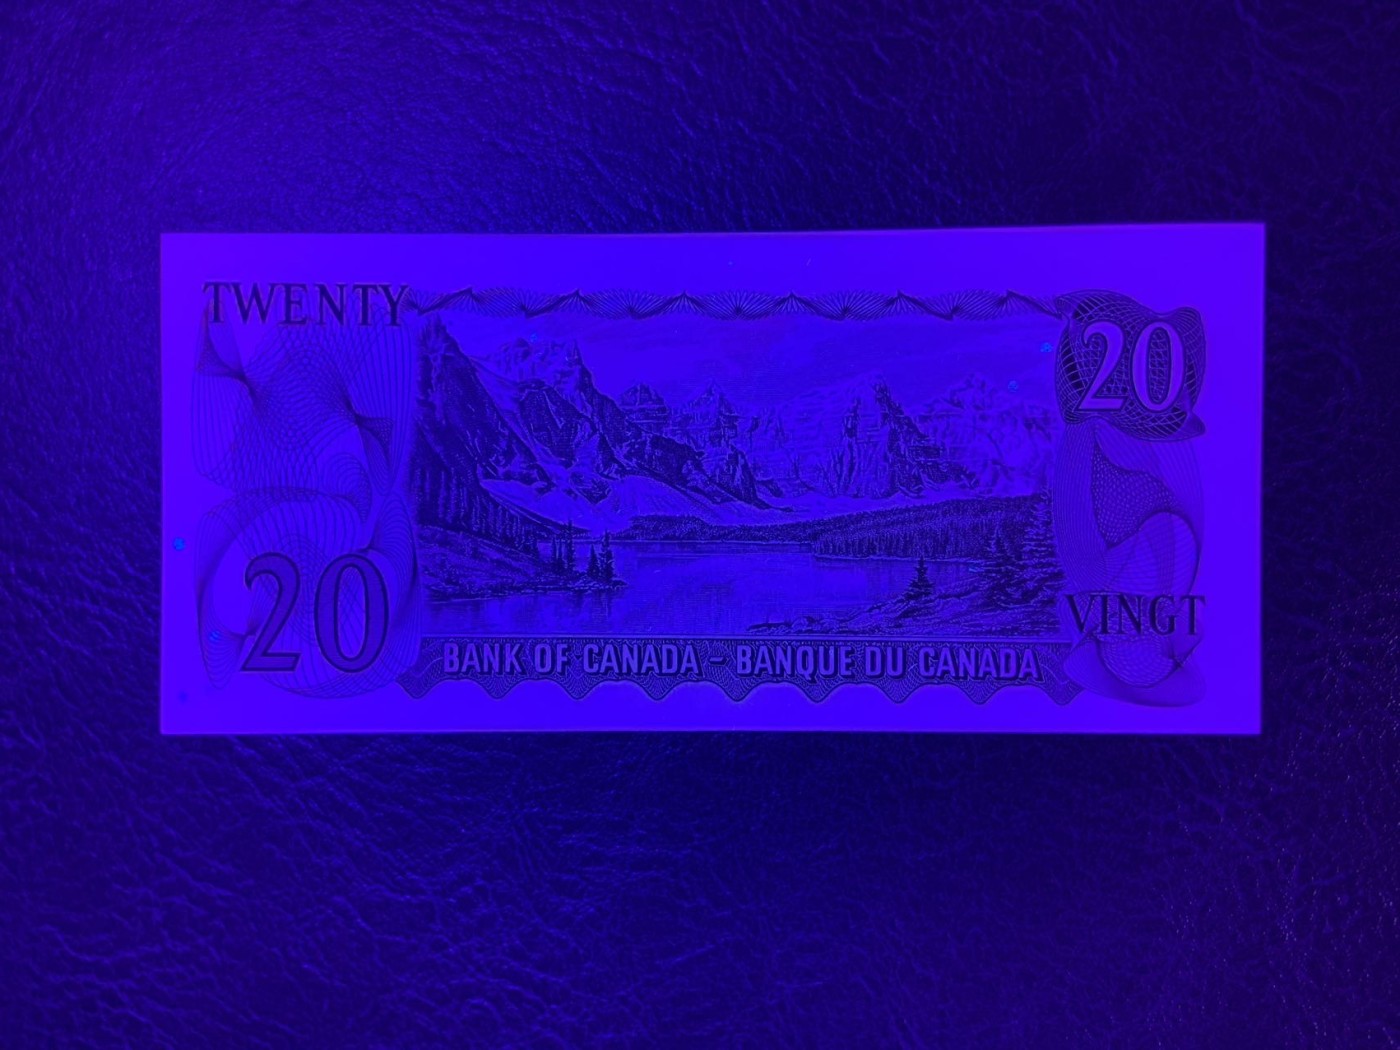 TWENTY
20
20
VINGT
BANK OF CANADA - BANQUE DU CANADA